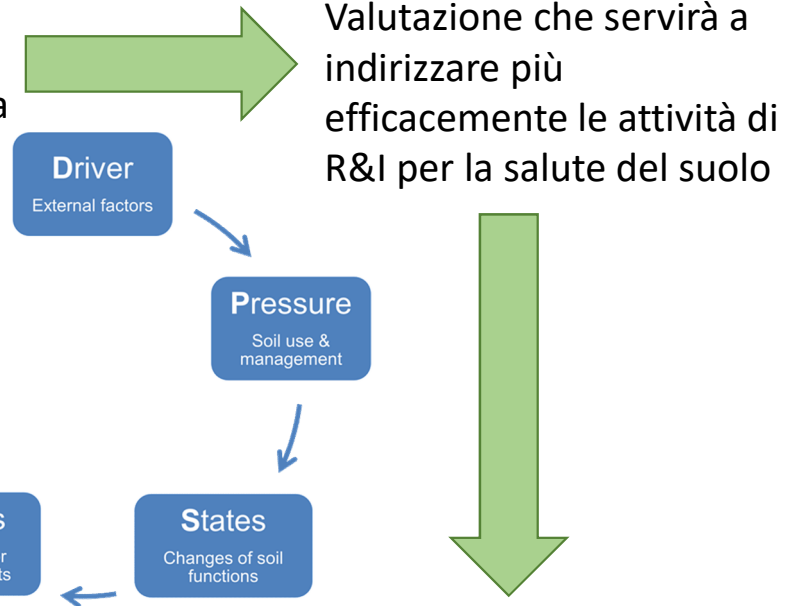 Valutazione che servirà a
indirizzare più
efficacemente le attività di
R&I per la salute del suolo
Driver
External factors
Pressure
Soil use &
management
States
Changes of soil
functions